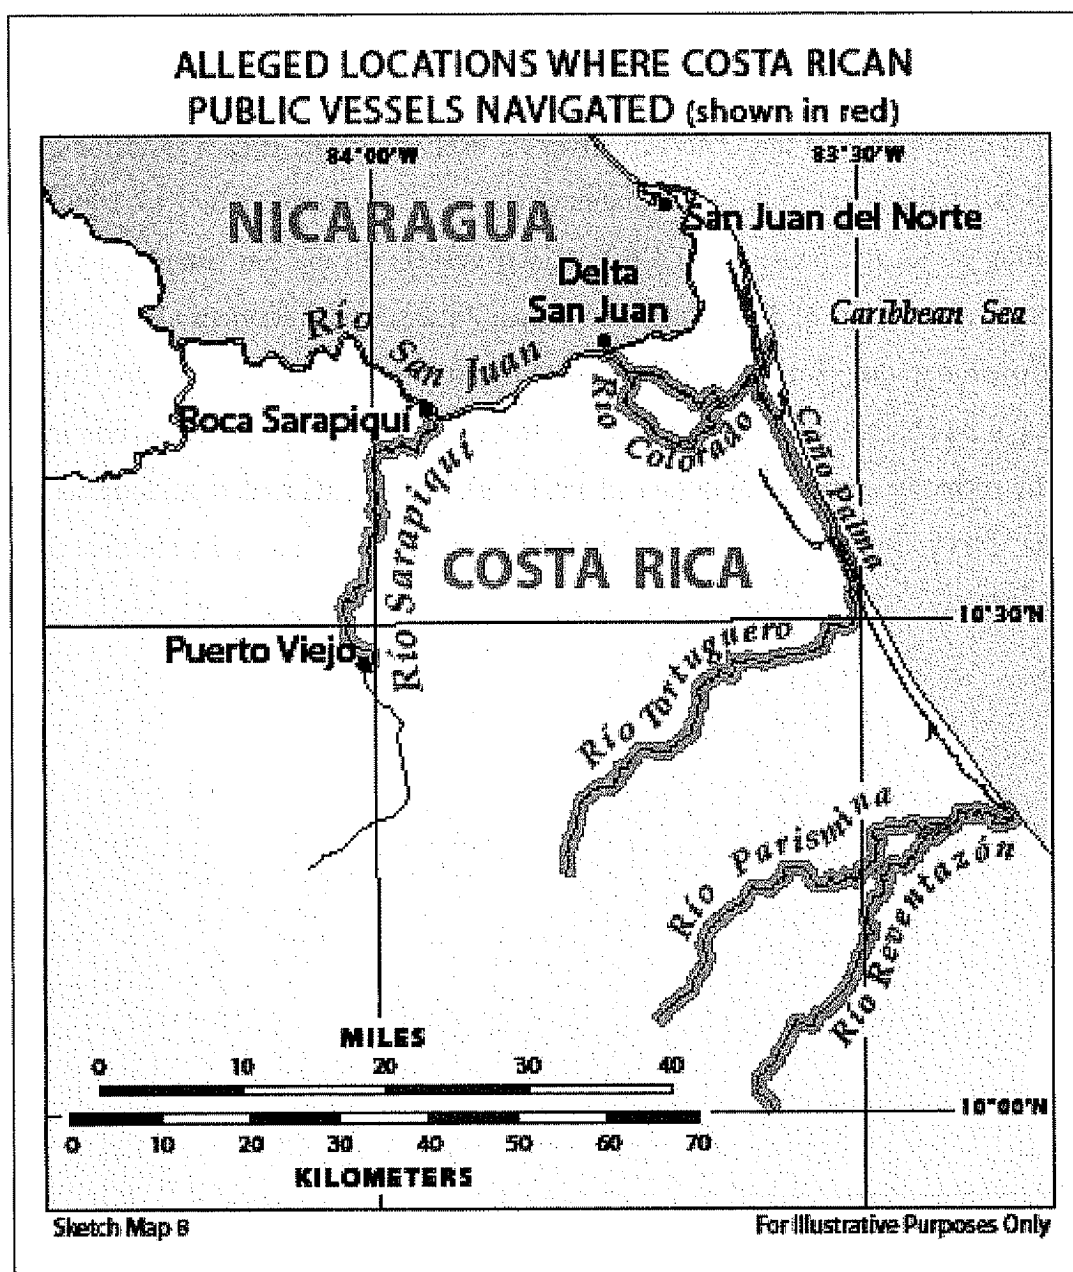 ALLEGED LOCATIONS WHERE COSTA RICAN
PUBLIC VESSELS NAVIGATED (shown in red)
84°00'W
83°30'W
NICARAGUA
San Juan del Norte
Delta
San Juan
Caribbean Sea
Río San Juan
Boca Sarapiquí
Río Colorado
Caño Palma
Río Sarapiquí
COSTA RICA
10°30'N
Puerto Viejo
Río Tortuguero
Río Parismina
Río Reventazón
MILES
0 10 20 30 40
10°00'N
0 10 20 30 40 50 60 70
KILOMETERS
Sketch Map B
For Illustrative Purposes Only